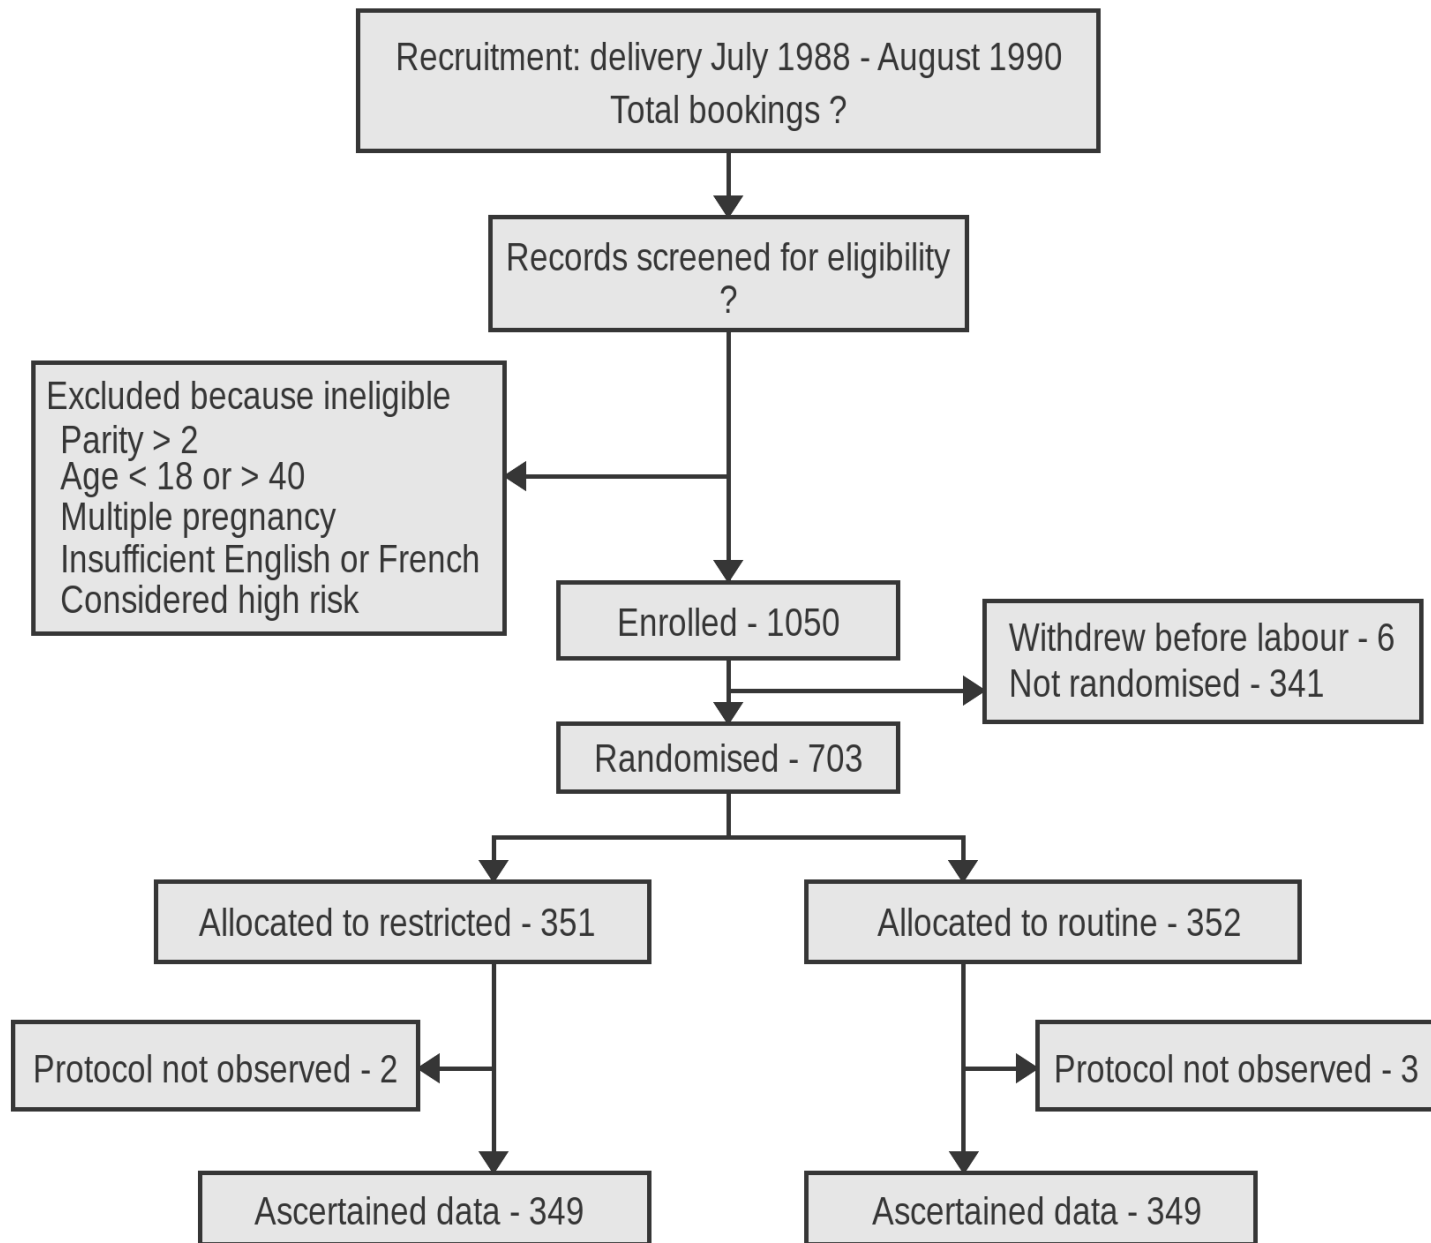 Recruitment: delivery July 1988 - August 1990
Total bookings ?
Records screened for eligibility
?
Excluded because ineligible
Parity > 2
Age < 18 or > 40
Multiple pregnancy
Insufficient English or French
Considered high risk
Enrolled - 1050
Withdrew before labour - 6
Not randomised - 341
Randomised - 703
Allocated to restricted - 351
Allocated to routine - 352
Protocol not observed - 2
Protocol not observed - 3
Ascertained data - 349
Ascertained data - 349